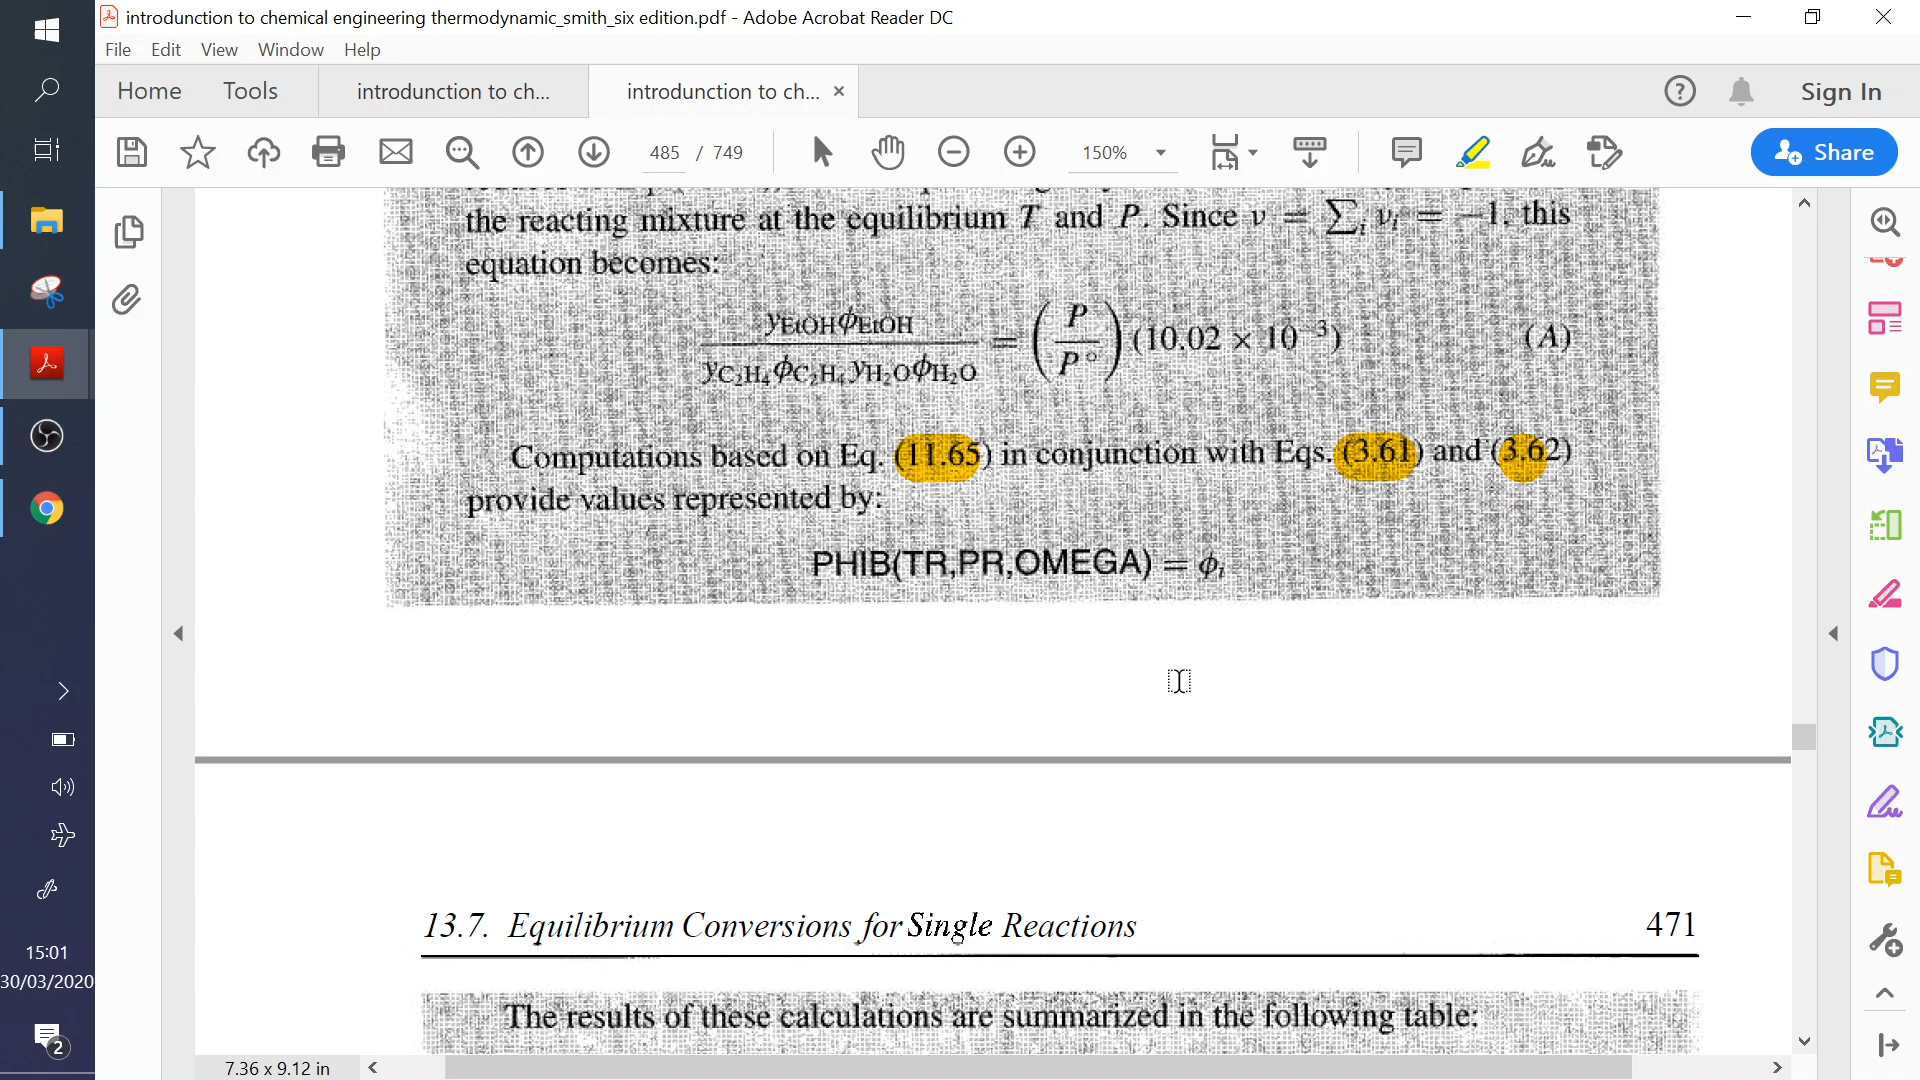 introdunction to chemical engineering thermodynamic_smith_six edition.pdf - Adobe Acrobat Reader DC
File Edit View Window Help
Home Tools introdunction to ch... introdunction to ch... × Sign In
485 / 749 150% Share
the reacting mixture at the equilibrium T and P. Since ν = ∑i νi = −1, this
equation becomes:
yEtOHϕEtOH / yC2H4ϕC2H4yH2OϕH2O = (P/P°)(10.02 × 10−3) (A)
Computations based on Eq. (11.65) in conjunction with Eqs. (3.61) and (3.62)
provide values represented by:
PHIB(TR,PR,OMEGA) = ϕi
13.7. Equilibrium Conversions for Single Reactions 471
The results of these calculations are summarized in the following table:
7.36 x 9.12 in
15:01
30/03/2020
2